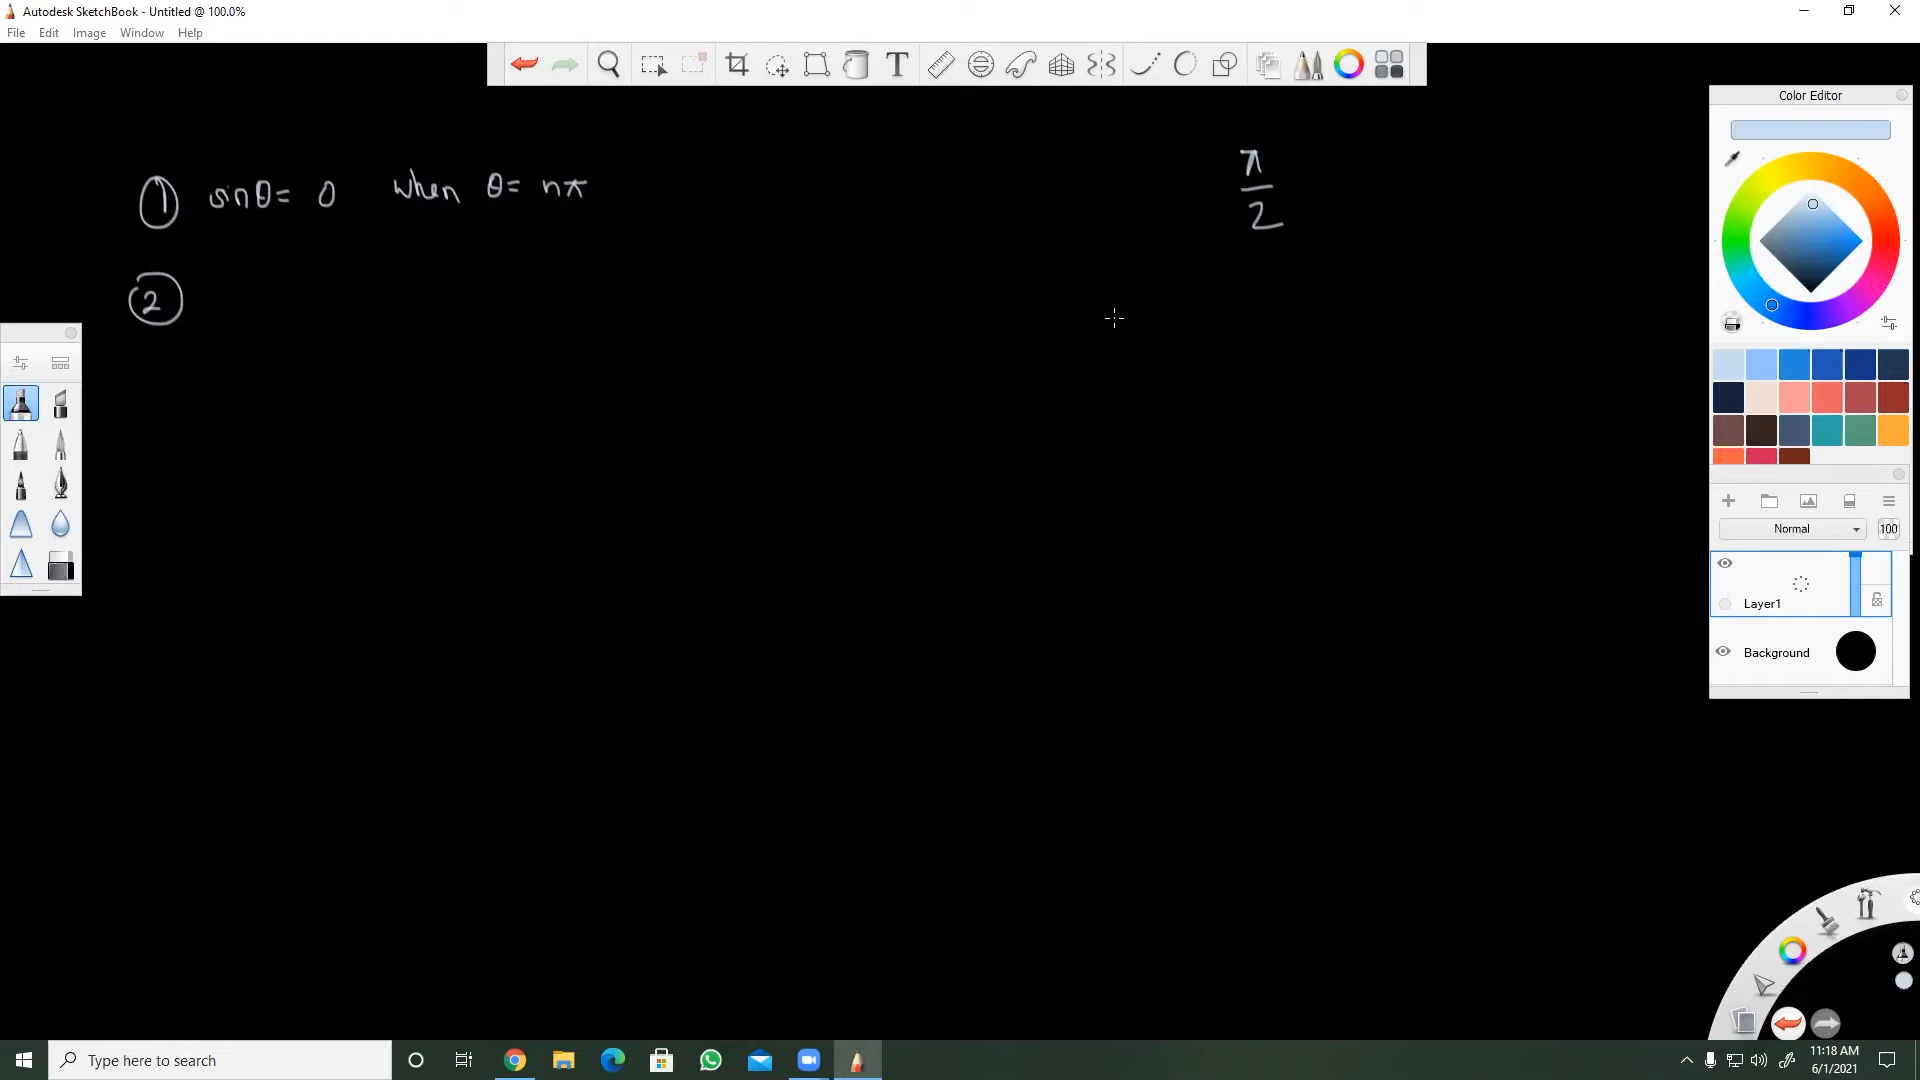 Autodesk SketchBook - Untitled @ 100.0%
File Edit Image Window Help
T
Color Editor
① sinθ = 0 when θ = nπ
π
2
②
Normal 100
Layer1
Background
Type here to search
11:18 AM
6/1/2021